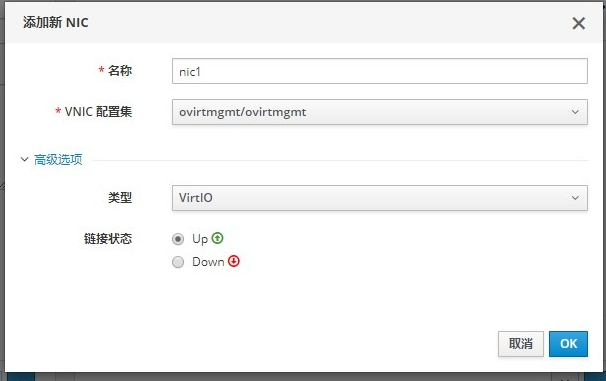 添加新 NIC
* 名称
nic1
* VNIC 配置集
ovirtmgmt/ovirtmgmt
高级选项
类型
VirtIO
链接状态
Up
Down
取消
OK